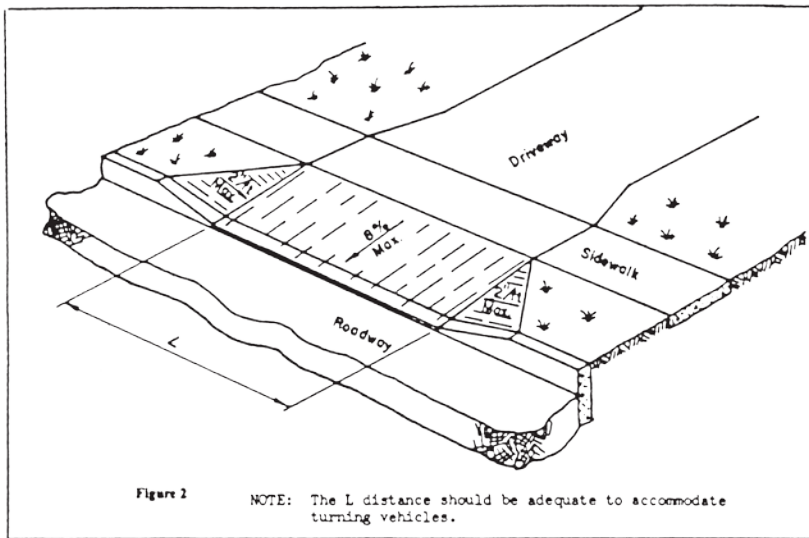 Driveway
2"/ft
Max.
8%
Max.
Sidewalk
2"/ft
Max.
Roadway
L
Figure 2
NOTE: The L distance should be adequate to accommodate
turning vehicles.